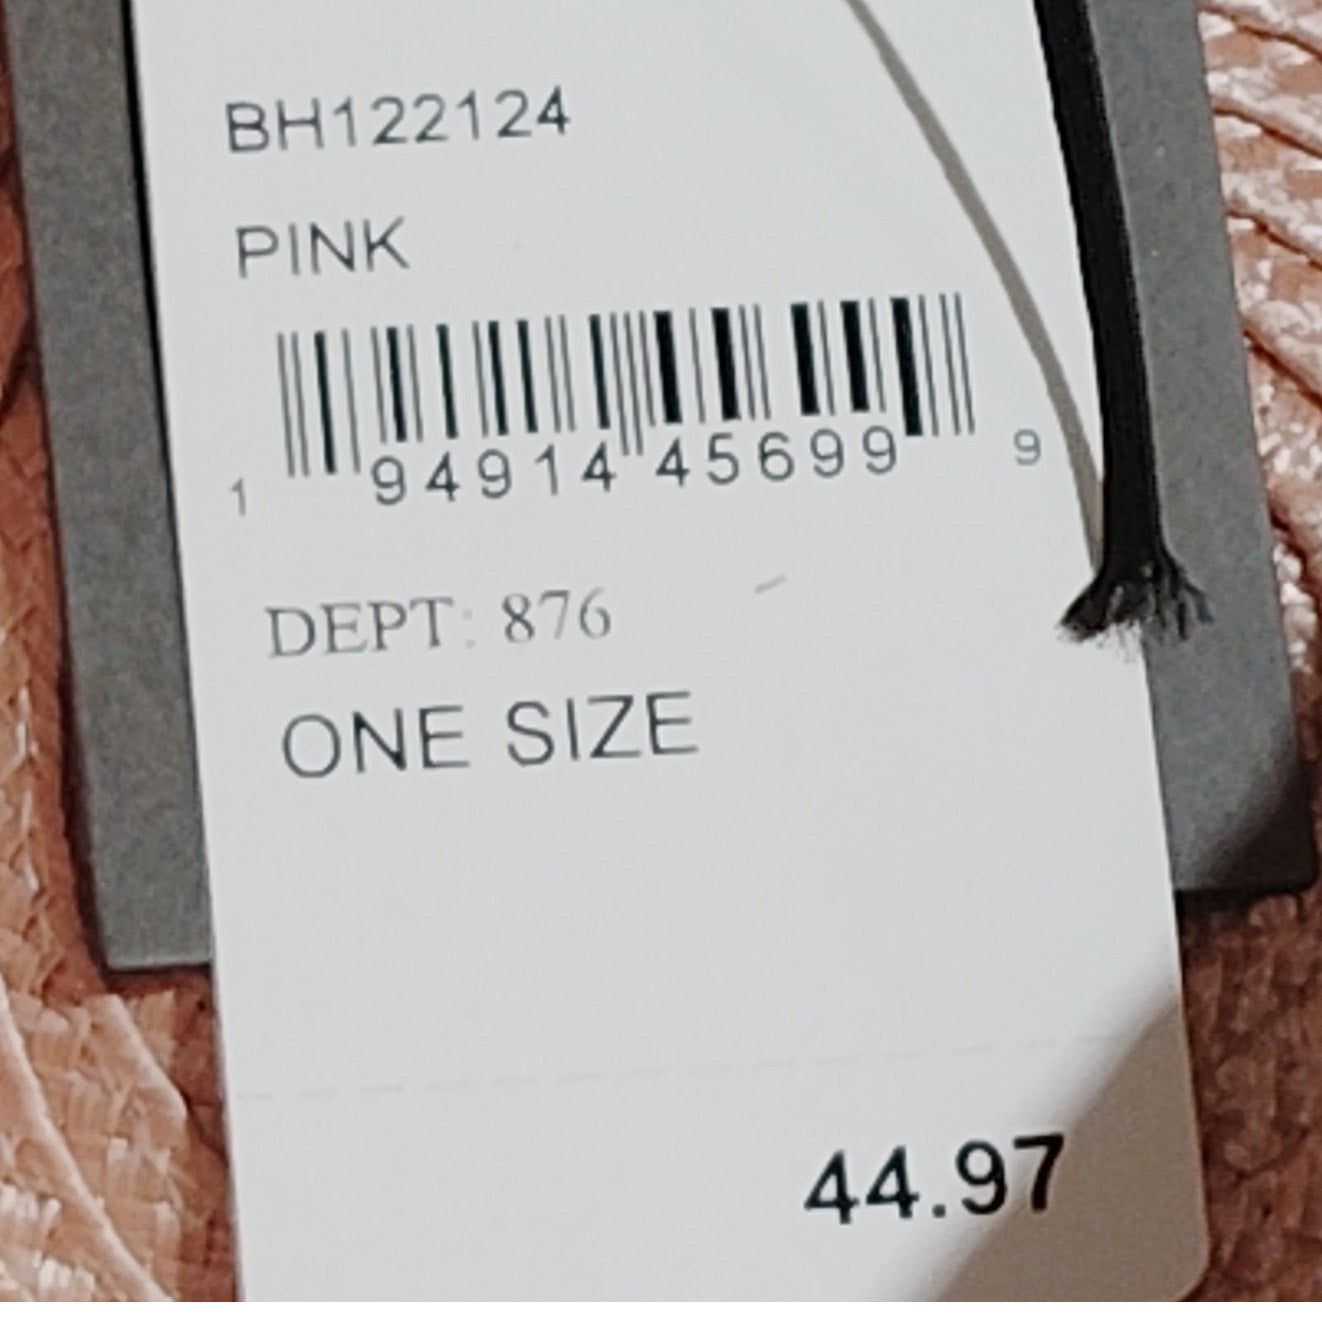 BH122124
PINK
1 94914 45699 9
DEPT: 876
ONE SIZE
44.97